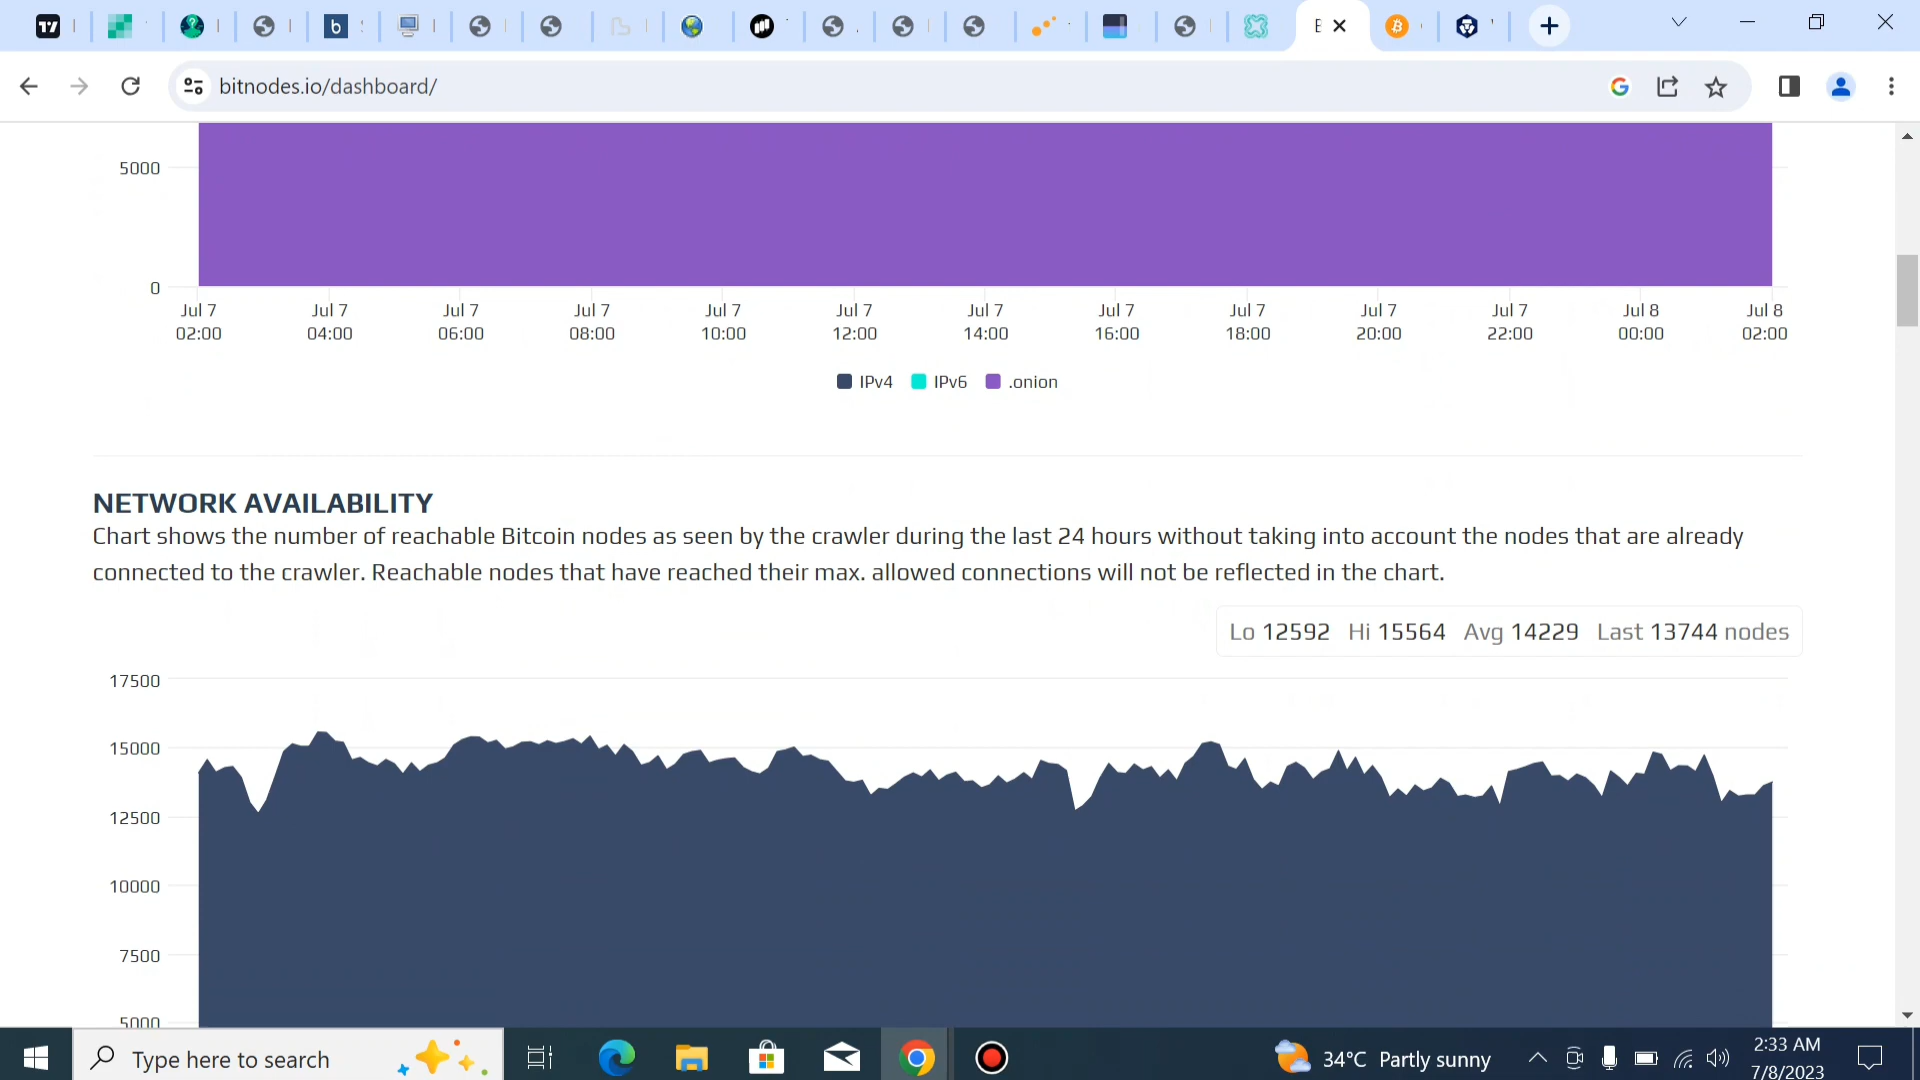 bitnodes.io/dashboard/
5000
0
Jul 7 Jul 7 Jul 7 Jul 7 Jul 7 Jul 7 Jul 7 Jul 7 Jul 7 Jul 7 Jul 7 Jul 8 Jul 8
02:00 04:00 06:00 08:00 10:00 12:00 14:00 16:00 18:00 20:00 22:00 00:00 02:00
IPv4 IPv6 .onion
NETWORK AVAILABILITY
Chart shows the number of reachable Bitcoin nodes as seen by the crawler during the last 24 hours without taking into account the nodes that are already
connected to the crawler. Reachable nodes that have reached their max. allowed connections will not be reflected in the chart.
Lo 12592 Hi 15564 Avg 14229 Last 13744 nodes
17500
15000
12500
10000
7500
5000
Type here to search
34°C Partly sunny
2:33 AM
7/8/2023